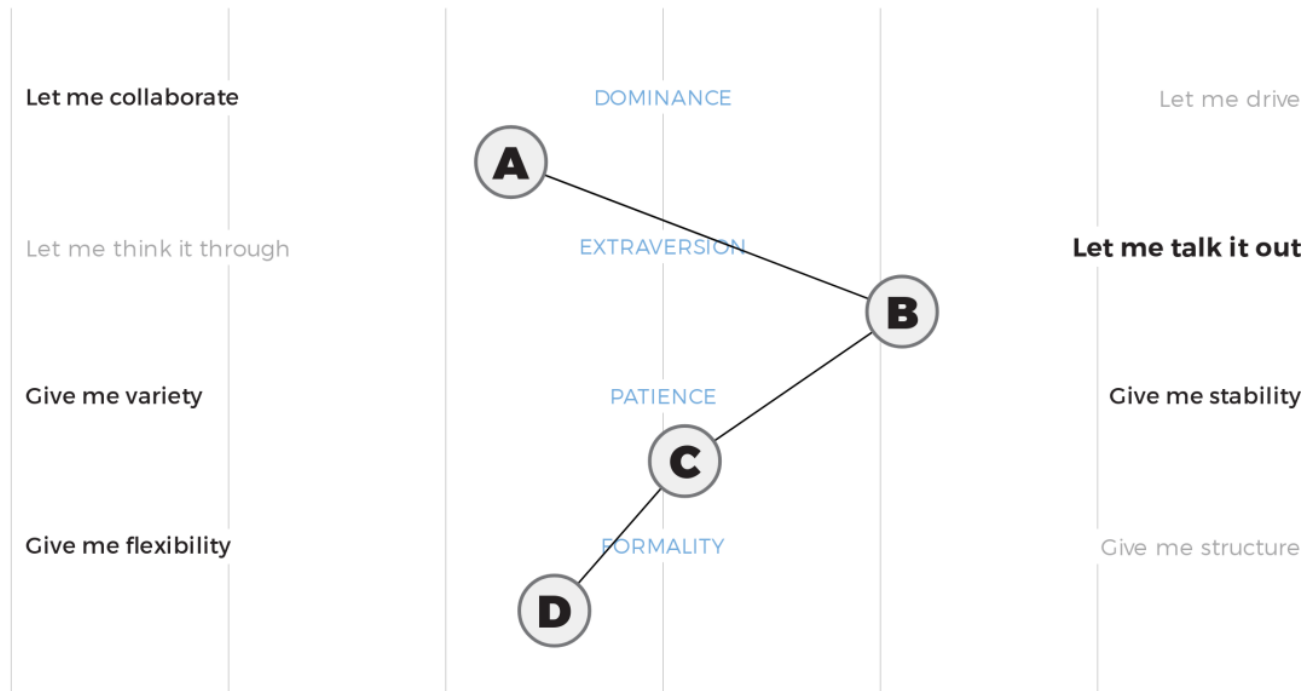 Let me collaborate DOMINANCE Let me drive
A
Let me think it through EXTRAVERSION Let me talk it out
B
Give me variety PATIENCE Give me stability
C
Give me flexibility FORMALITY Give me structure
D